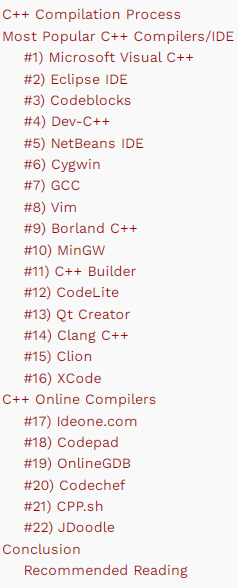 C++ Compilation Process
Most Popular C++ Compilers/IDE
#1) Microsoft Visual C++
#2) Eclipse IDE
#3) Codeblocks
#4) Dev-C++
#5) NetBeans IDE
#6) Cygwin
#7) GCC
#8) Vim
#9) Borland C++
#10) MinGW
#11) C++ Builder
#12) CodeLite
#13) Qt Creator
#14) Clang C++
#15) Clion
#16) XCode
C++ Online Compilers
#17) Ideone.com
#18) Codepad
#19) OnlineGDB
#20) Codechef
#21) CPP.sh
#22) JDoodle
Conclusion
Recommended Reading